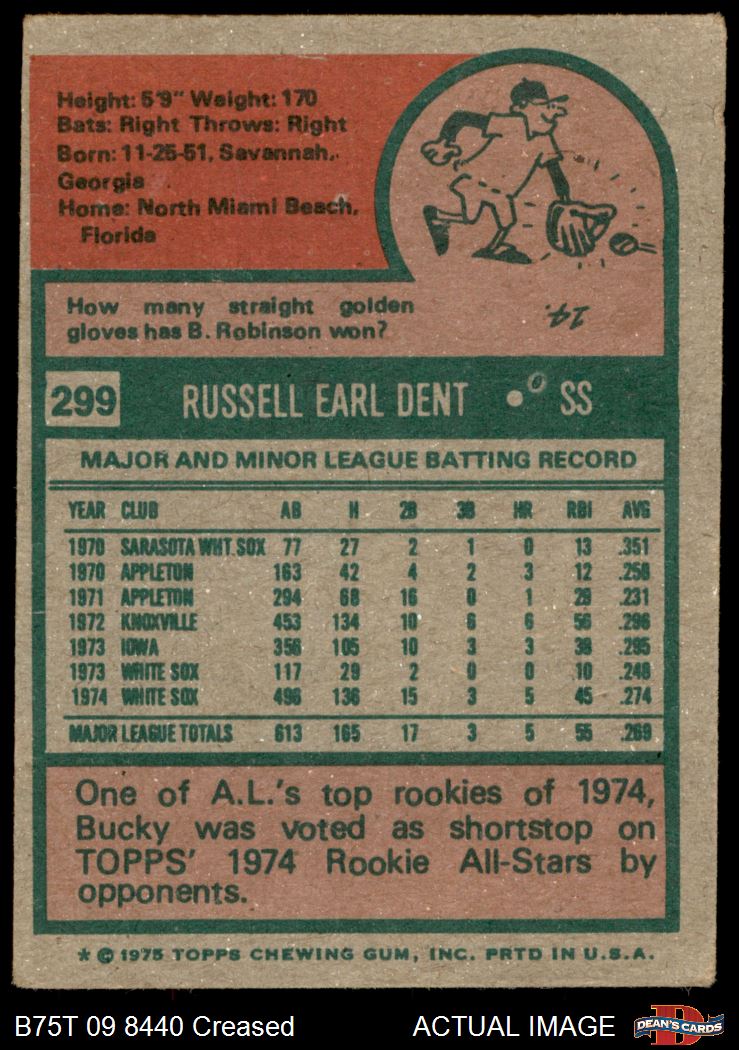 Height: 5'9" Weight: 170
Bats: Right Throws: Right
Born: 11-25-51, Savannah,
Georgia
Home: North Miami Beach,
Florida
How many straight golden
gloves has B. Robinson won?
14.
299 RUSSELL EARL DENT • SS
MAJOR AND MINOR LEAGUE BATTING RECORD
YEAR CLUB AB H 2B 3B HR RBI AVG
1970 SARASOTA WHT. SOX 77 27 2 1 0 13 .351
1970 APPLETON 163 42 4 2 3 12 .258
1971 APPLETON 294 68 16 0 1 29 .231
1972 KNOXVILLE 453 134 10 6 6 56 .296
1973 IOWA 356 105 10 3 3 39 .295
1973 WHITE SOX 117 29 2 0 0 10 .248
1974 WHITE SOX 496 136 15 3 5 45 .274
MAJOR LEAGUE TOTALS 613 165 17 3 5 55 .269
One of A.L.'s top rookies of 1974,
Bucky was voted as shortstop on
TOPPS' 1974 Rookie All-Stars by
opponents.
* © 1975 TOPPS CHEWING GUM, INC. PRTD IN U.S.A.
B75T 09 8440 Creased ACTUAL IMAGE DEAN'S CARDS